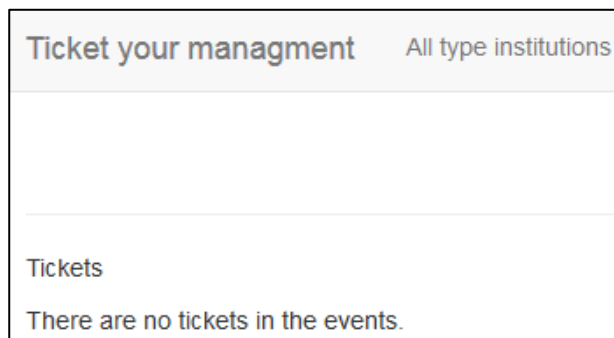 Ticket your managment All type institutions
Tickets
There are no tickets in the events.